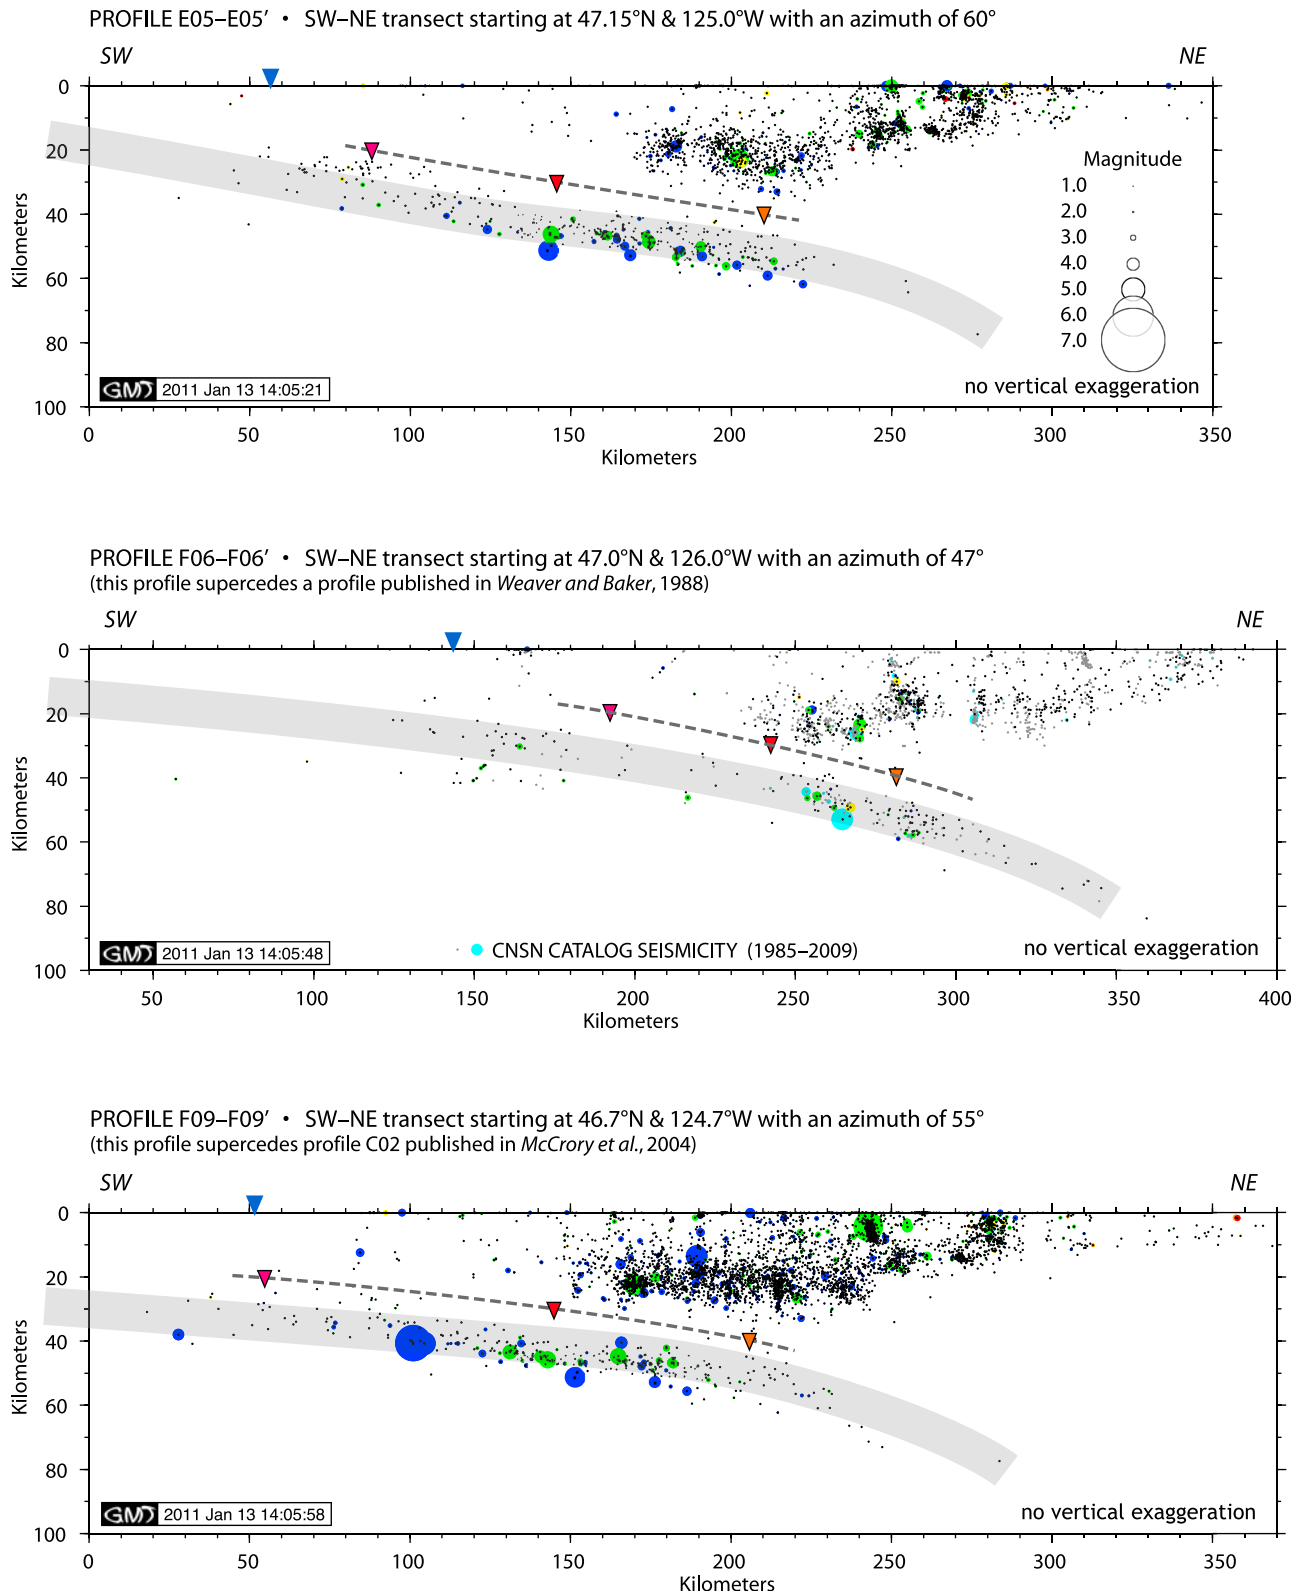 PROFILE E05–E05′ • SW–NE transect starting at 47.15°N & 125.0°W with an azimuth of 60°
SW NE
0
20
40
60
80
100
Kilometers
Magnitude
1.0
2.0
3.0
4.0
5.0
6.0
7.0
GMT 2011 Jan 13 14:05:21
no vertical exaggeration
0 50 100 150 200 250 300 350
Kilometers
PROFILE F06–F06′ • SW–NE transect starting at 47.0°N & 126.0°W with an azimuth of 47°
(this profile supercedes a profile published in Weaver and Baker, 1988)
SW NE
0
20
40
60
80
100
Kilometers
GMT 2011 Jan 13 14:05:48
CNSN CATALOG SEISMICITY (1985–2009)
no vertical exaggeration
50 100 150 200 250 300 350 400
Kilometers
PROFILE F09–F09′ • SW–NE transect starting at 46.7°N & 124.7°W with an azimuth of 55°
(this profile supercedes profile C02 published in McCrory et al., 2004)
SW NE
0
20
40
60
80
100
Kilometers
GMT 2011 Jan 13 14:05:58
no vertical exaggeration
0 50 100 150 200 250 300 350
Kilometers